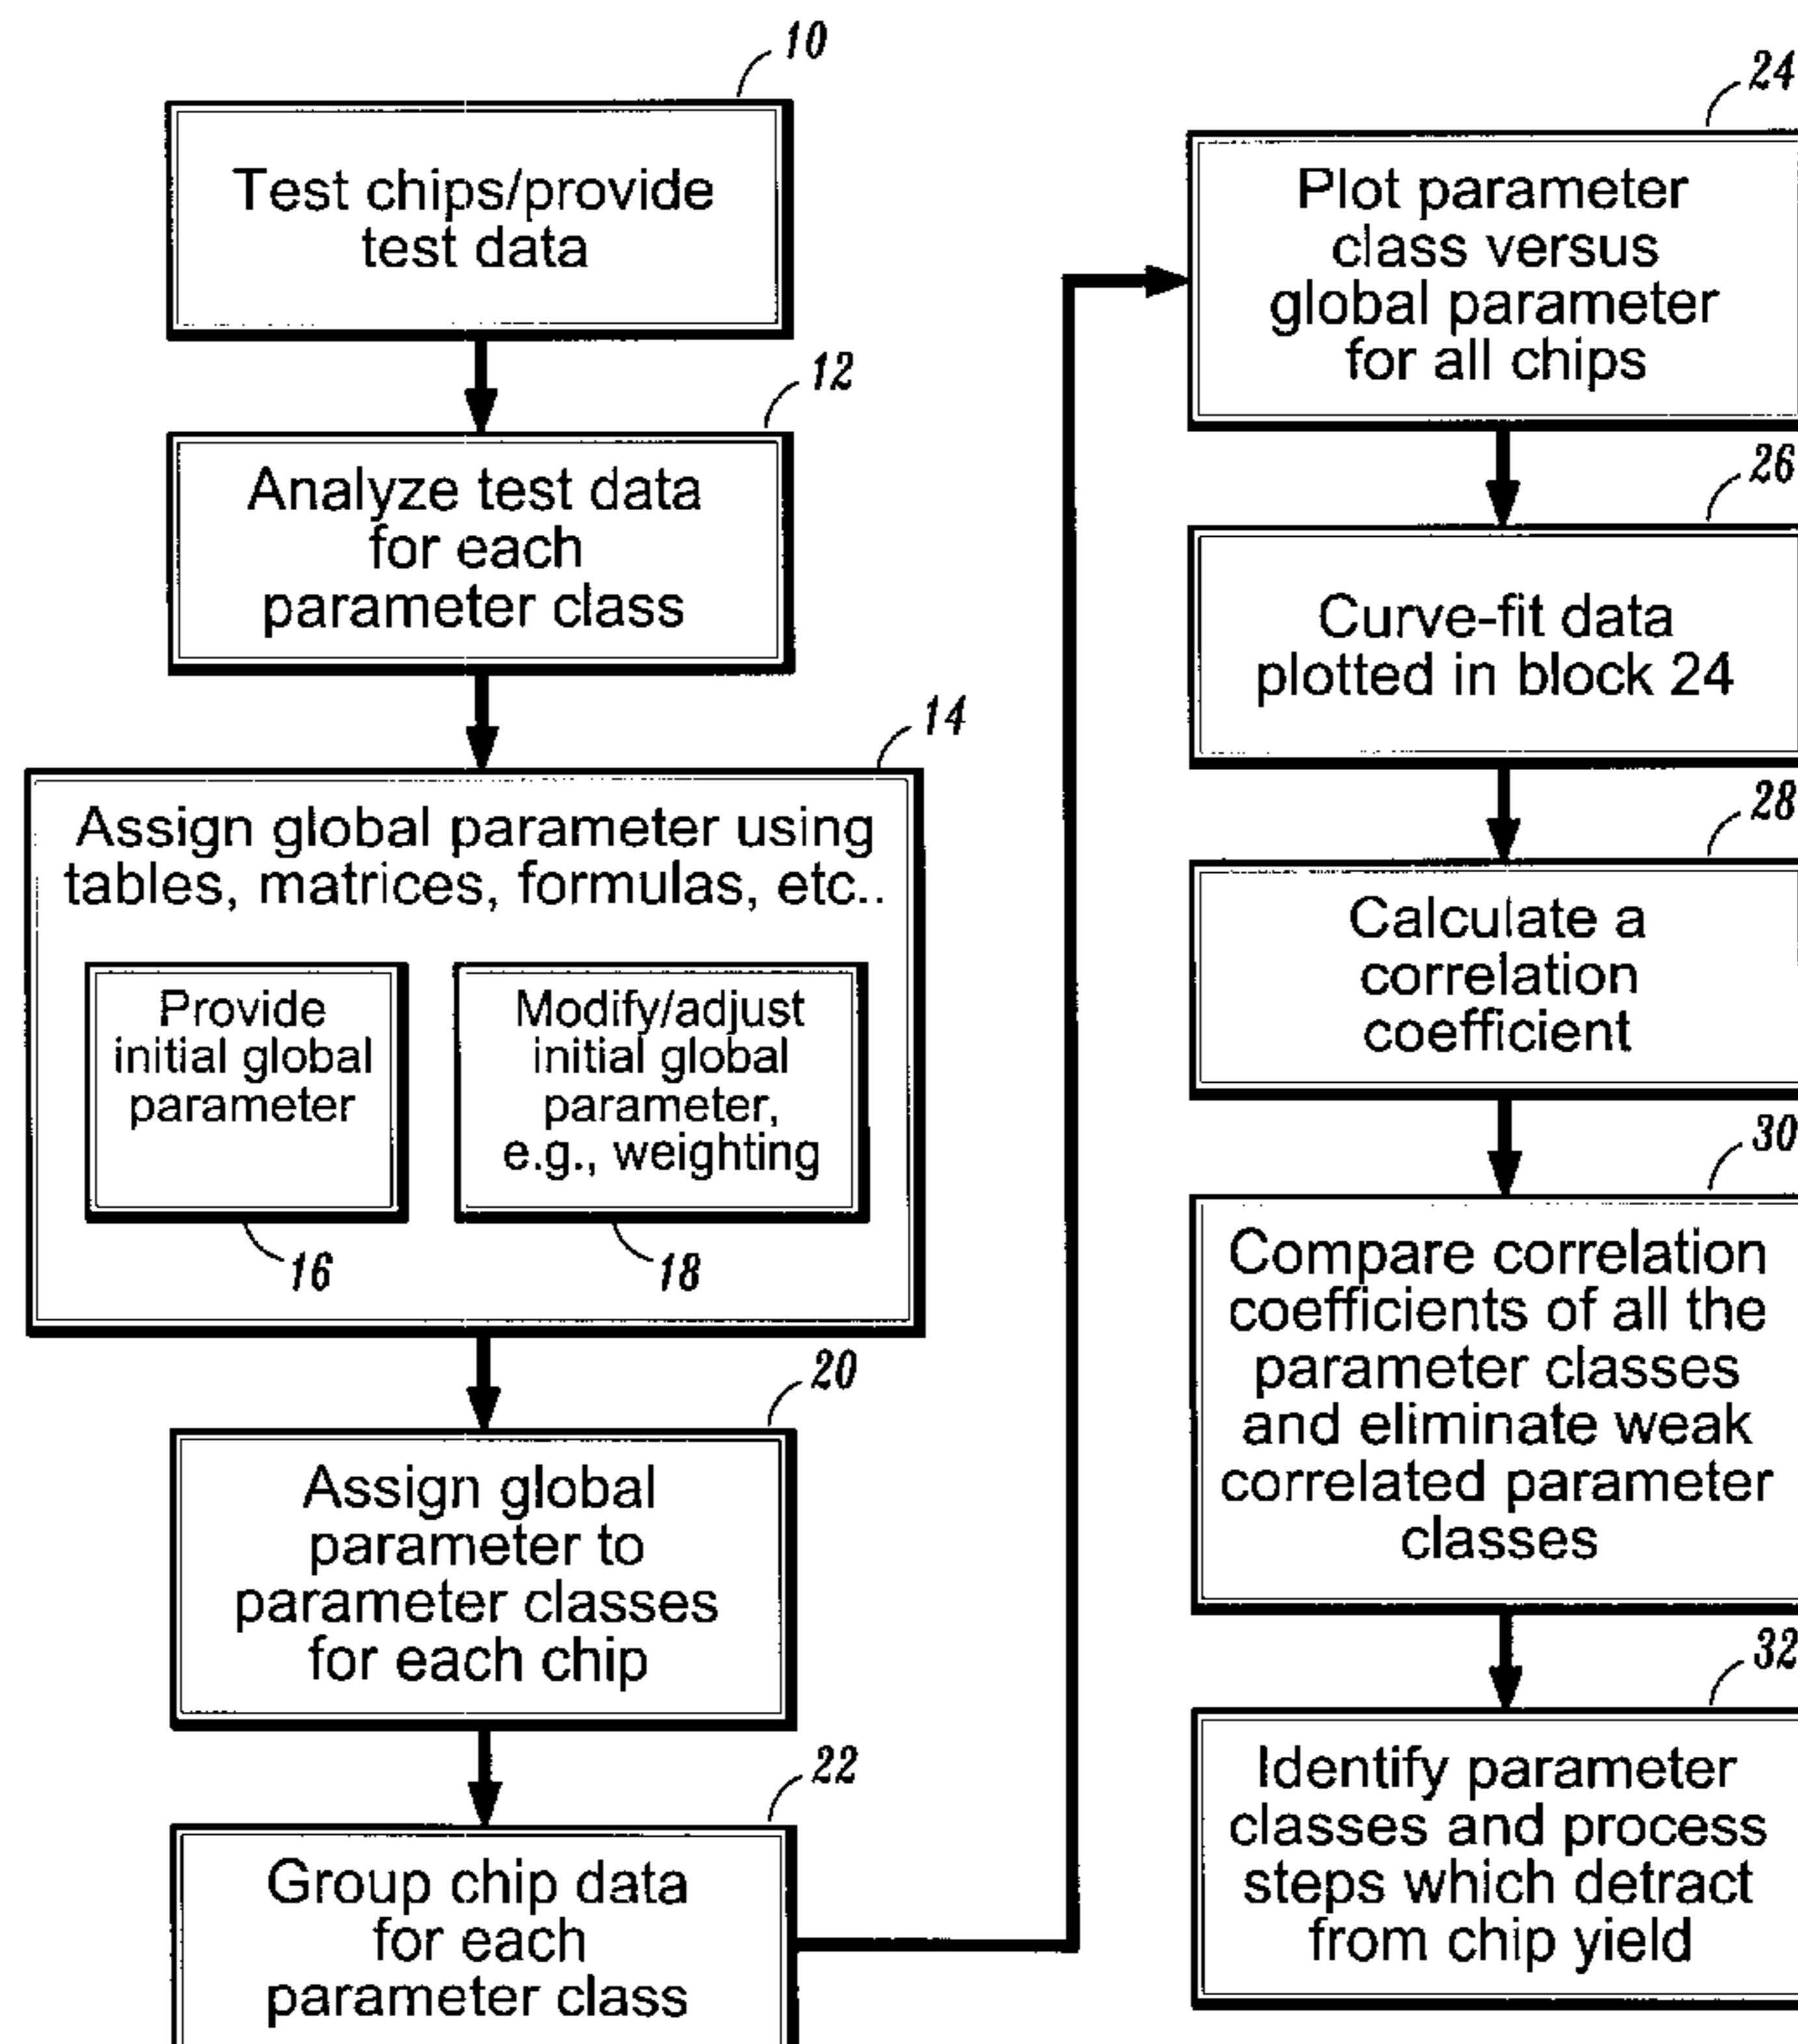 10
Test chips/provide
test data
12
Analyze test data
for each
parameter class
14
Assign global parameter using
tables, matrices, formulas, etc..
Provide
initial global
parameter
16
Modify/adjust
initial global
parameter,
e.g., weighting
18
20
Assign global
parameter to
parameter classes
for each chip
22
Group chip data
for each
parameter class
24
Plot parameter
class versus
global parameter
for all chips
26
Curve-fit data
plotted in block 24
28
Calculate a
correlation
coefficient
30
Compare correlation
coefficients of all the
parameter classes
and eliminate weak
correlated parameter
classes
32
Identify parameter
classes and process
steps which detract
from chip yield